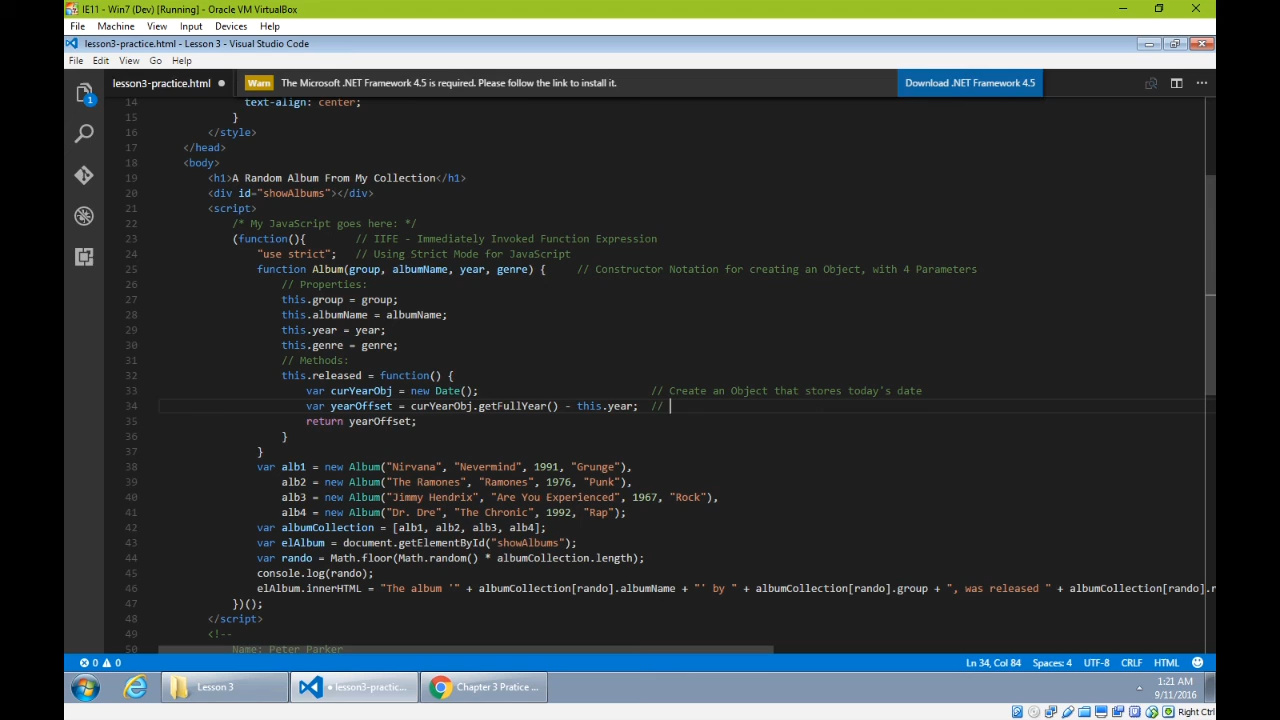 IE11 - Win7 (Dev) [Running] - Oracle VM VirtualBox
File Machine View Input Devices Help
lesson3-practice.html - Lesson 3 - Visual Studio Code
File Edit View Go Help
lesson3-practice.html Warn The Microsoft .NET Framework 4.5 is required. Please follow the link to install it. Download .NET Framework 4.5
1
14 text-align: center;
15 }
16 </style>
17 </head>
18 <body>
19 <h1>A Random Album From My Collection</h1>
20 <div id="showAlbums"></div>
21 <script>
22 /* My JavaScript goes here: */
23 (function(){ // IIFE - Immediately Invoked Function Expression
24 "use strict"; // Using Strict Mode for JavaScript
25 function Album(group, albumName, year, genre) { // Constructor Notation for creating an Object, with 4 Parameters
26 // Properties:
27 this.group = group;
28 this.albumName = albumName;
29 this.year = year;
30 this.genre = genre;
31 // Methods:
32 this.released = function() {
33 var curYearObj = new Date(); // Create an Object that stores today's date
34 var yearOffset = curYearObj.getFullYear() - this.year; //
35 return yearOffset;
36 }
37 }
38 var alb1 = new Album("Nirvana", "Nevermind", 1991, "Grunge"),
39 alb2 = new Album("The Ramones", "Ramones", 1976, "Punk"),
40 alb3 = new Album("Jimmy Hendrix", "Are You Experienced", 1967, "Rock"),
41 alb4 = new Album("Dr. Dre", "The Chronic", 1992, "Rap");
42 var albumCollection = [alb1, alb2, alb3, alb4];
43 var elAlbum = document.getElementById("showAlbums");
44 var rando = Math.floor(Math.random() * albumCollection.length);
45 console.log(rando);
46 elAlbum.innerHTML = "The album '" + albumCollection[rando].albumName + "' by " + albumCollection[rando].group + ", was released " + albumCollection[rando].r
47 })();
48 </script>
49 <!--
50 Name: Peter Parker
0 0 Ln 34, Col 84 Spaces: 4 UTF-8 CRLF HTML
Lesson 3 • lesson3-practic... Chapter 3 Pratice ... 1:21 AM
9/11/2016
Right Ctrl